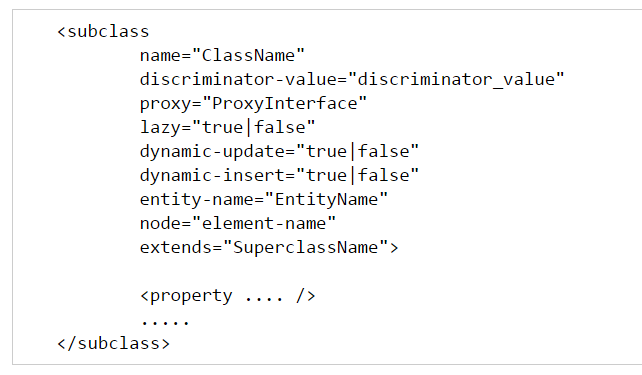 <subclass
name="ClassName"
discriminator-value="discriminator_value"
proxy="ProxyInterface"
lazy="true|false"
dynamic-update="true|false"
dynamic-insert="true|false"
entity-name="EntityName"
node="element-name"
extends="SuperclassName">
<property .... />
.....
</subclass>